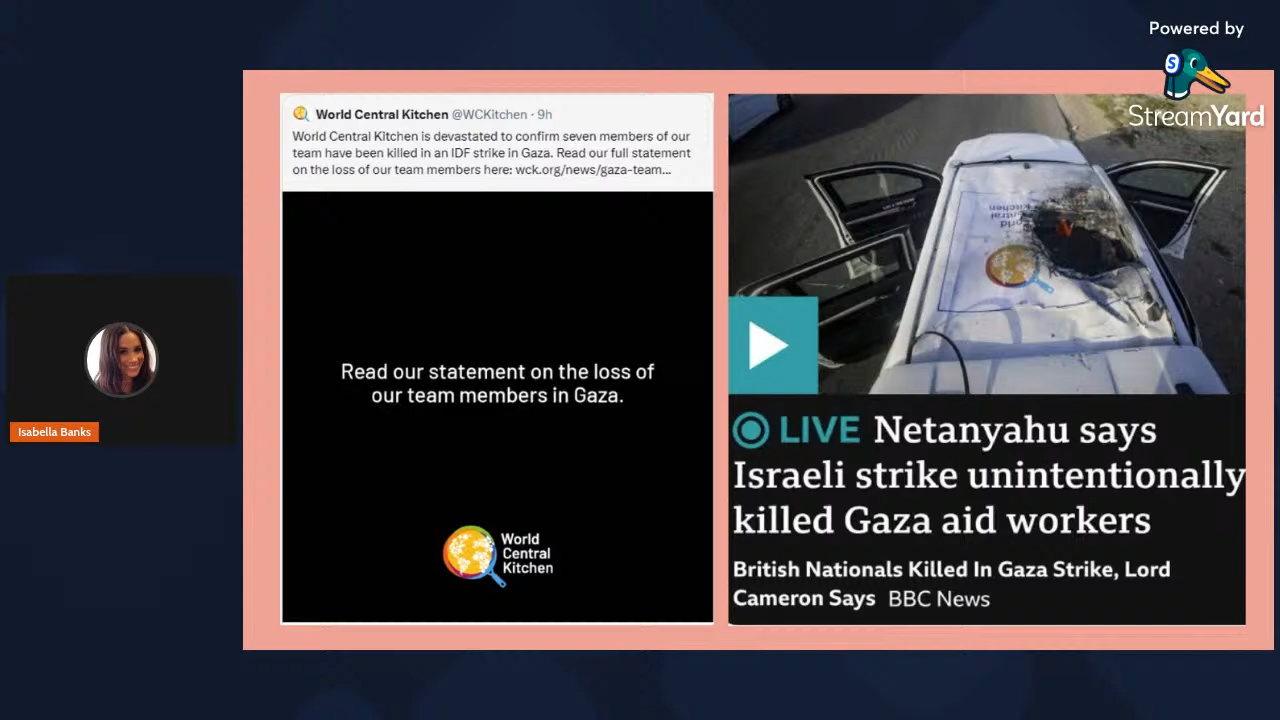 Powered by
StreamYard
World Central Kitchen @WCKitchen · 9h
World Central Kitchen is devastated to confirm seven members of our
team have been killed in an IDF strike in Gaza. Read our full statement
on the loss of our team members here: wck.org/news/gaza-team...
Read our statement on the loss of
our team members in Gaza.
World
Central
Kitchen
World
Central
Kitchen
LIVE Netanyahu says
Israeli strike unintentionally
killed Gaza aid workers
British Nationals Killed In Gaza Strike, Lord
Cameron Says BBC News
Isabella Banks